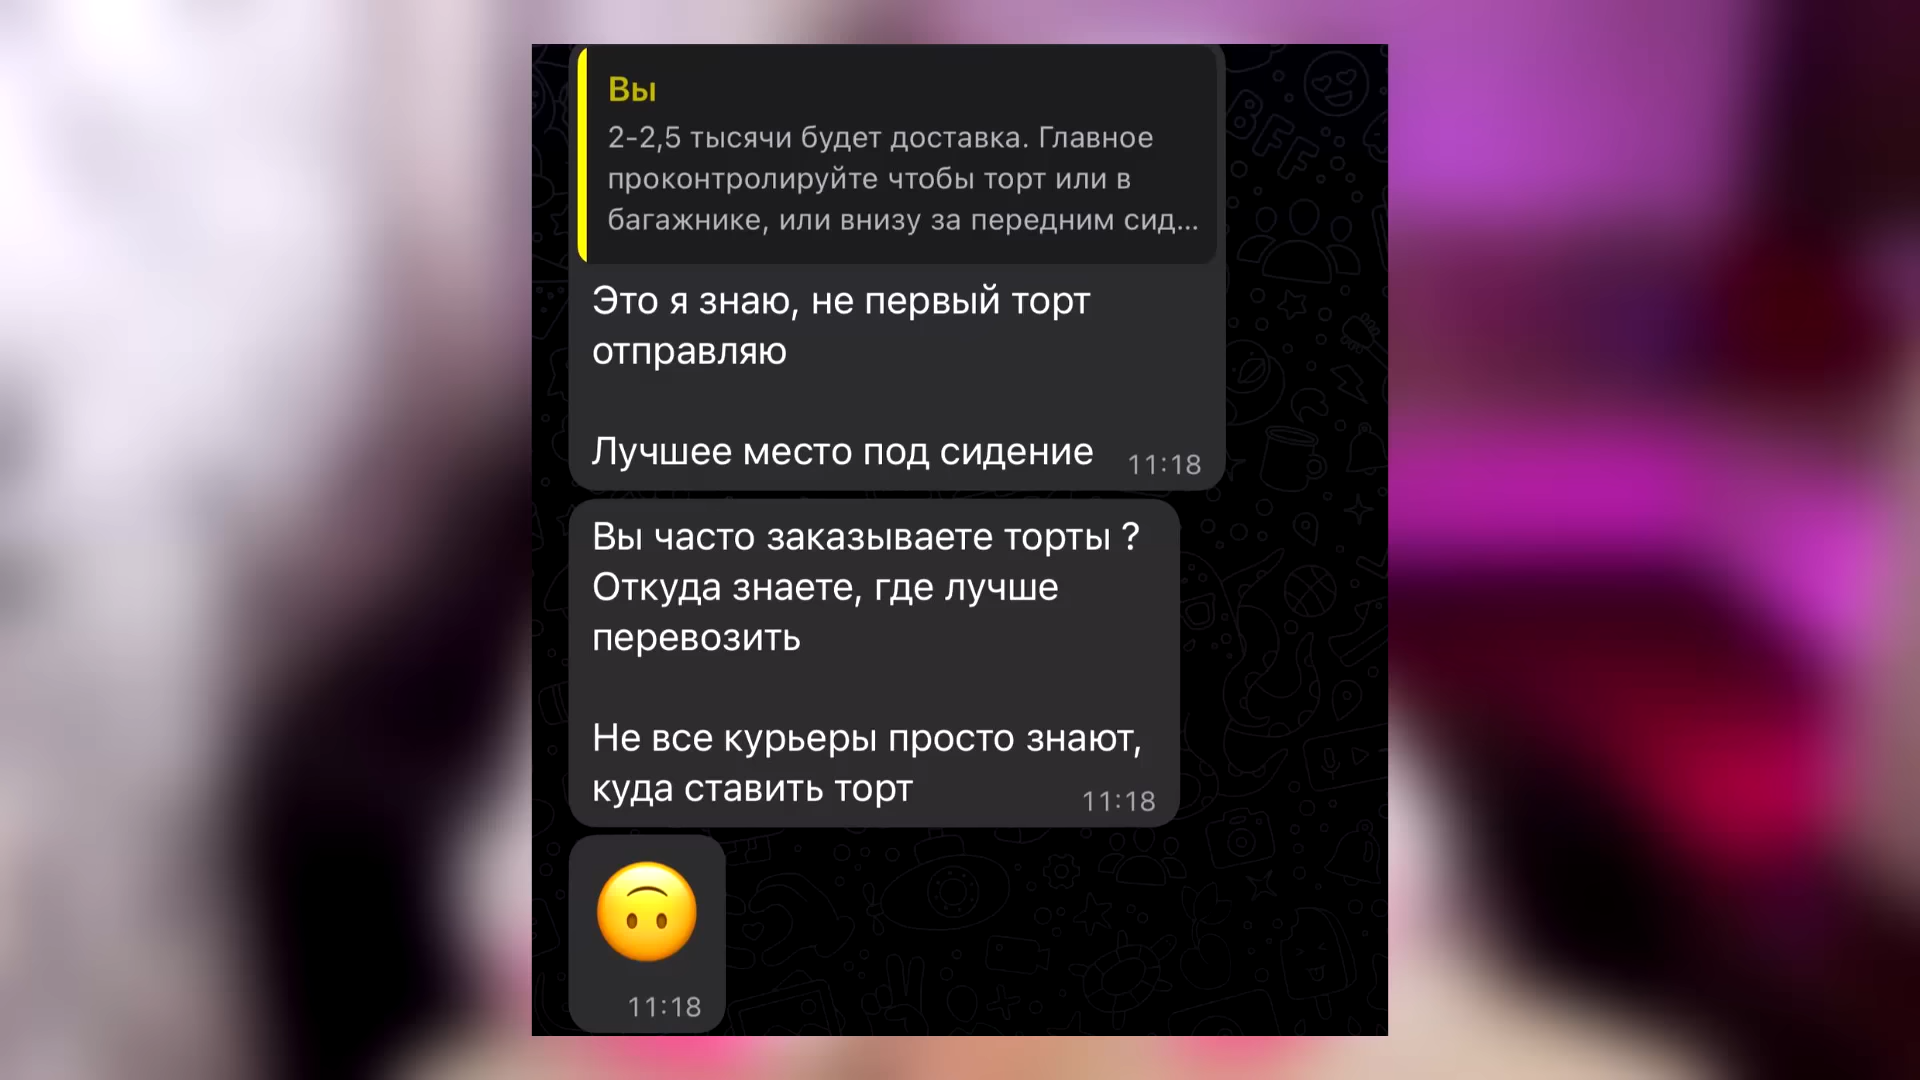 Вы
2-2,5 тысячи будет доставка. Главное
проконтролируйте чтобы торт или в
багажнике, или внизу за передним сид...
Это я знаю, не первый торт
отправляю
Лучшее место под сидение
11:18
Вы часто заказываете торты ?
Откуда знаете, где лучше
перевозить
Не все курьеры просто знают,
куда ставить торт
11:18
🙃
11:18